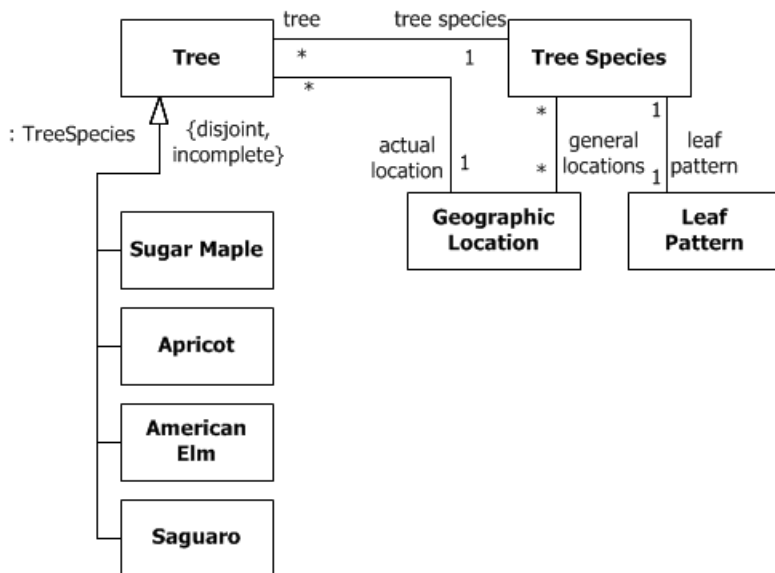 tree
tree species
Tree
*
1
Tree Species
*
: TreeSpecies
{disjoint,
incomplete}
*
1
actual
location
1
general
locations
*
leaf
pattern
1
Geographic
Location
Leaf
Pattern
Sugar Maple
Apricot
American
Elm
Saguaro